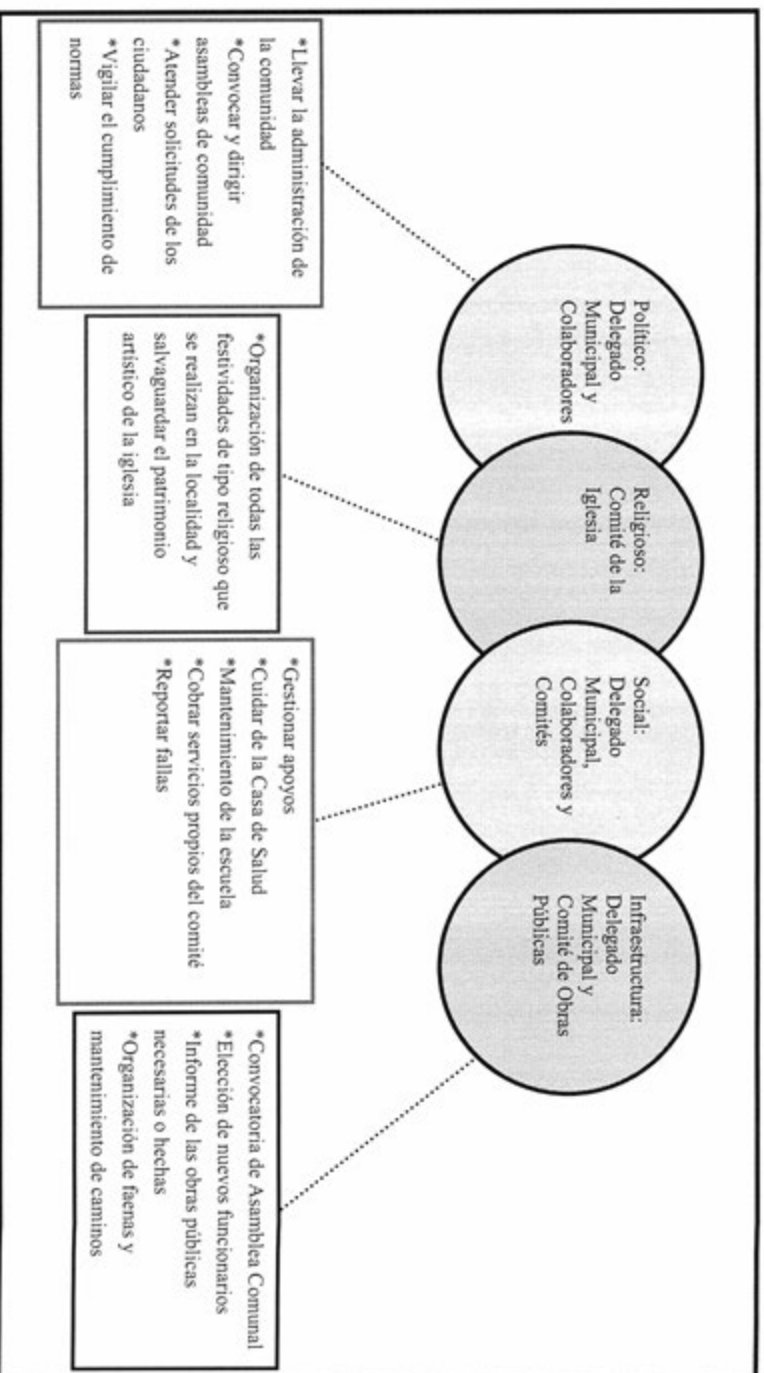 Político:
Delegado
Municipal y
Colaboradores
Religioso:
Comité de la
Iglesia
Social:
Delegado
Municipal,
Colaboradores y
Comités
Infraestructura:
Delegado
Municipal y
Comité de Obras
Públicas
*Llevar la administración de
la comunidad
*Convocar y dirigir
asambleas de comunidad
*Atender solicitudes de los
ciudadanos
*Vigilar el cumplimiento de
normas
*Organización de todas las
festividades de tipo religioso que
se realizan en la localidad y
salvaguardar el patrimonio
artístico de la iglesia
*Gestionar apoyos
*Cuidar de la Casa de Salud
*Mantenimiento de la escuela
*Cobrar servicios propios del comité
*Reportar fallas
*Convocatoria de Asamblea Comunal
*Elección de nuevos funcionarios
*Informe de las obras públicas
necesarias o hechas
*Organización de faenas y
mantenimiento de caminos